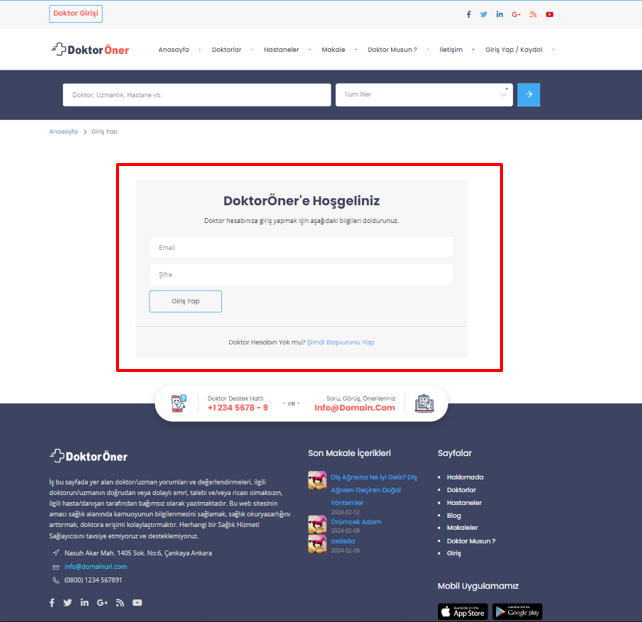 Doktor Girişi
DoktorÖner
Anasayfa
Doktorlar
Hastaneler
Makale
Doktor Musun ?
İletişim
Giriş Yap / Kaydol
Doktor, Uzmanlık, Hastane vb.
Tüm İller
Anasayfa > Giriş Yap
DoktorÖner'e Hoşgeliniz
Doktor hesabınıza giriş yapmak için aşağıdaki bilgileri doldurunuz.
Email
Şifre
Giriş Yap
Doktor Hesabın Yok mu? Şimdi Başvurunu Yap
Doktor Destek Hattı
+1 234 5678 - 9
- ve -
Soru, Görüş, Önerileriniz
Info@Domain.Com
DoktorÖner
İş bu sayfada yer alan doktor/uzman yorumları ve değerlendirmeleri, ilgili
doktorun/uzmanın doğrudan veya dolaylı emri, talebi ve/veya ricası olmaksızın,
ilgili hasta/danışan tarafından bağımsız olarak yazılmaktadır. Bu web sitesinin
amacı sağlık alanında kamuoyunun bilgilenmesini sağlamak, sağlık okuryazarlığını
arttırmak, doktora erişimi kolaylaştırmaktır. Herhangi bir Sağlık Hizmeti
Sağlayıcısını tavsiye etmiyoruz ve desteklemiyoruz.
Nasuh Akar Mah. 1405 Sok. No:6, Çankaya Ankara
info@domainurl.com
(0800) 1234 567891
Son Makale İçerikleri
Diş Ağrısına Ne İyi Gelir? Diş
Ağrısını Geçiren Doğal
Yöntemler
2024-02-12
Örümcek Adam
2024-02-08
asdsda
2024-02-08
Sayfalar
Hakkımızda
Doktorlar
Hastaneler
Blog
Makaleler
Doktor Musun ?
Giriş
Mobil Uygulamamız
App Store
Google play